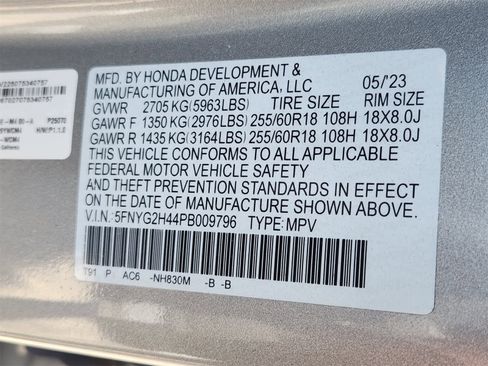 MFD. BY HONDA DEVELOPMENT &
MANUFACTURING OF AMERICA, LLC 05/'23
GVWR 2705 KG(5963LBS) TIRE SIZE RIM SIZE
GAWR F 1350 KG(2976LBS) 255/60R18 108H 18X8.0J
GAWR R 1435 KG(3164LBS) 255/60R18 108H 18X8.0J
THIS VEHICLE CONFORMS TO ALL APPLICABLE
FEDERAL MOTOR VEHICLE SAFETY
AND THEFT PREVENTION STANDARDS IN EFFECT
ON THE DATE OF MANUFACTURE SHOWN ABOVE.
V.I.N. 5FNYG2H44PB009796 TYPE: MPV
T91 P AC6 -NH830M -B -B
P25070